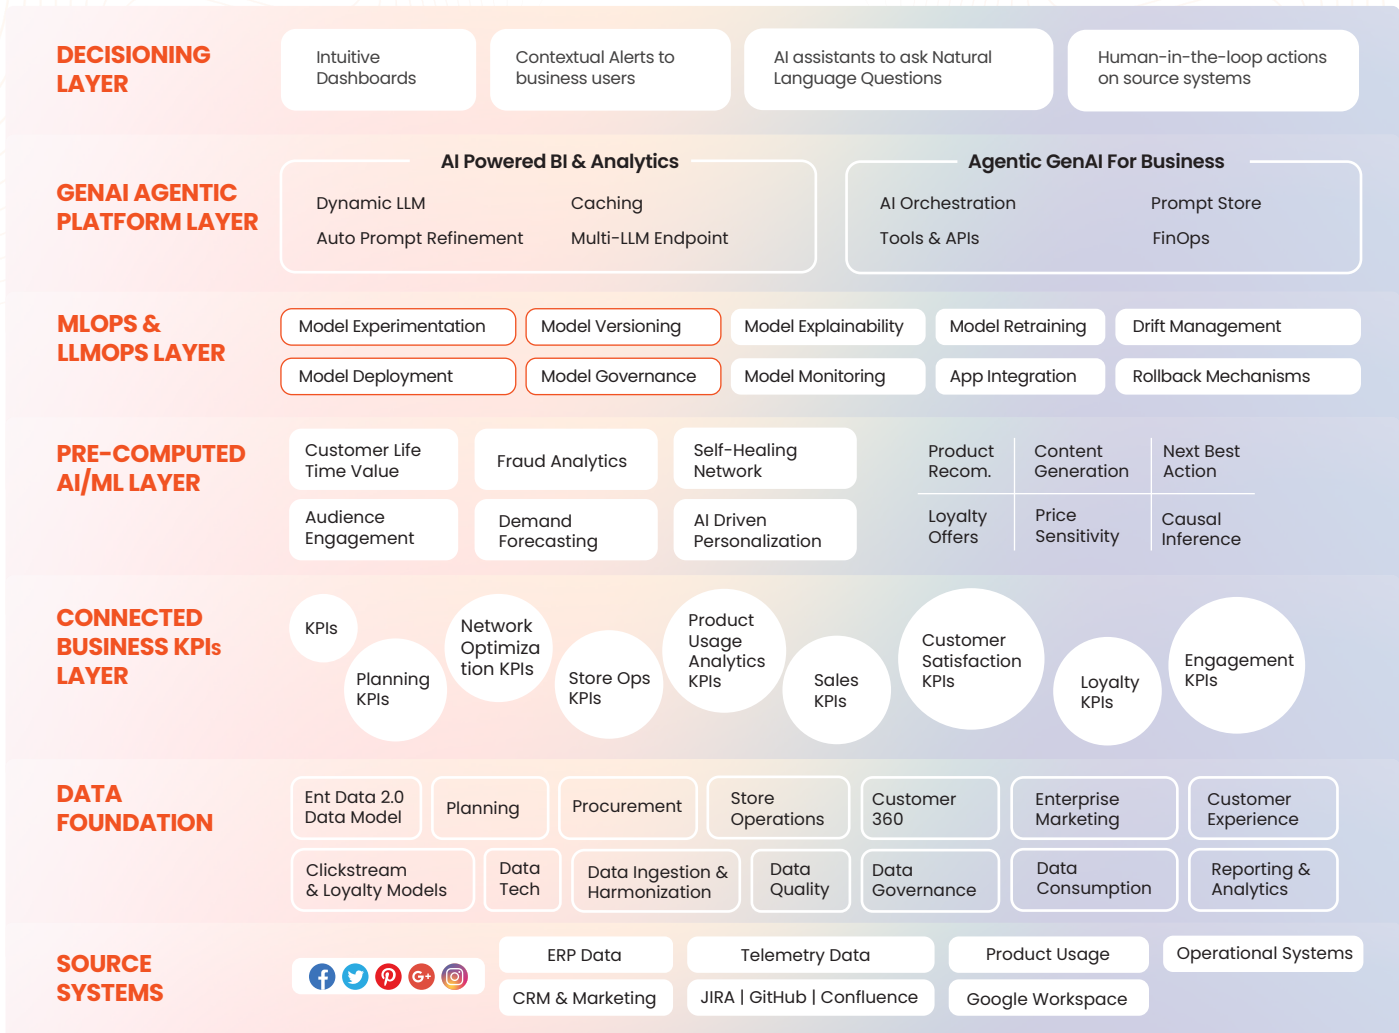 DECISIONING
LAYER
Intuitive
Dashboards
Contextual Alerts to
business users
AI assistants to ask Natural
Language Questions
Human-in-the-loop actions
on source systems
GENAI AGENTIC
PLATFORM LAYER
AI Powered BI & Analytics
Dynamic LLM
Caching
Auto Prompt Refinement
Multi-LLM Endpoint
Agentic GenAI For Business
AI Orchestration
Prompt Store
Tools & APIs
FinOps
MLOPS &
LLMOPS LAYER
Model Experimentation
Model Versioning
Model Explainability
Model Retraining
Drift Management
Model Deployment
Model Governance
Model Monitoring
App Integration
Rollback Mechanisms
PRE-COMPUTED
AI/ML LAYER
Customer Life
Time Value
Fraud Analytics
Self-Healing
Network
Product
Recom.
Content
Generation
Next Best
Action
Audience
Engagement
Demand
Forecasting
AI Driven
Personalization
Loyalty
Offers
Price
Sensitivity
Causal
Inference
CONNECTED
BUSINESS KPIs
LAYER
KPIs
Planning
KPIs
Network
Optimiza
tion KPIs
Store Ops
KPIs
Product
Usage
Analytics
KPIs
Sales
KPIs
Customer
Satisfaction
KPIs
Loyalty
KPIs
Engagement
KPIs
DATA
FOUNDATION
Ent Data 2.0
Data Model
Planning
Procurement
Store
Operations
Customer
360
Enterprise
Marketing
Customer
Experience
Clickstream
& Loyalty Models
Data
Tech
Data Ingestion &
Harmonization
Data
Quality
Data
Governance
Data
Consumption
Reporting &
Analytics
SOURCE
SYSTEMS
G+
ERP Data
Telemetry Data
Product Usage
Operational Systems
CRM & Marketing
JIRA | GitHub | Confluence
Google Workspace